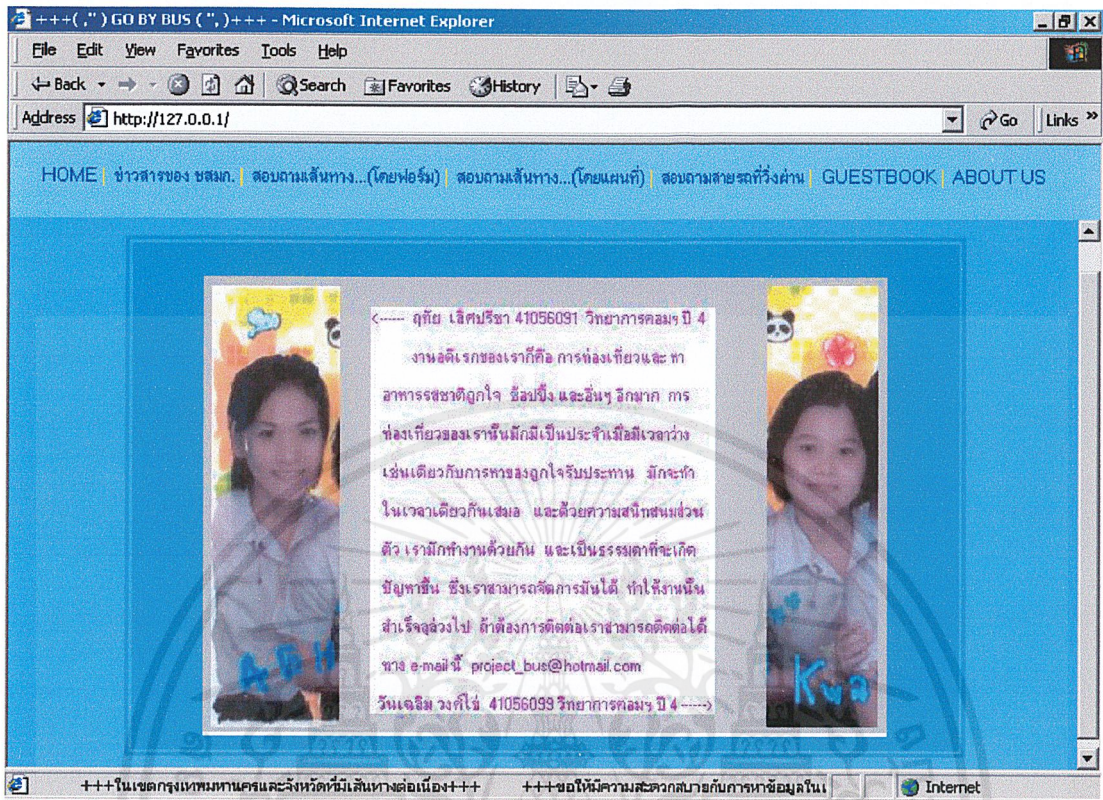 +++( ,'' ) GO BY BUS ( '', )+++ - Microsoft Internet Explorer
File Edit View Favorites Tools Help
Back Search Favorites History
Address http://127.0.0.1/ Go Links »
HOME | ข่าวสารของ ขสมก. | สอบถามเส้นทาง...(โดยฟอร์ม) | สอบถามเส้นทาง...(โดยแผนที่) | สอบถามสายรถที่วิ่งผ่าน | GUESTBOOK | ABOUT US
<----- ฤทัย เลิศปรีชา 41056091 วิทยาการคอมฯ ปี 4
งานอดิเรกของเราก็คือ การท่องเที่ยวและ หา
อาหารรสชาติถูกใจ ช้อปปิ้ง และอื่นๆ อีกมาก การ
ท่องเที่ยวของเรานั้นมักมีเป็นประจำเมื่อมีเวลาว่าง
เช่นเดียวกับการหาของถูกใจรับประทาน มักจะทำ
ในเวลาเดียวกันเสมอ และด้วยความสนิทสนมส่วน
ตัว เรามักทำงานด้วยกัน และเป็นธรรมดาที่จะเกิด
ปัญหาขึ้น ซึ่งเราสามารถจัดการมันได้ ทำให้งานนั้น
สำเร็จลุล่วงไป ถ้าต้องการติดต่อเราสามารถติดต่อได้
ทาง e-mail นี้ project_bus@hotmail.com
วันเฉลิม วงศ์ไข่ 41056099 วิทยาการคอมฯ ปี 4 ----->
Kwa
+++ในเขตกรุงเทพมหานครและจังหวัดที่มีเส้นทางต่อเนื่อง+++ +++ขอให้มีความสะดวกสบายกับการหาข้อมูลใน Internet